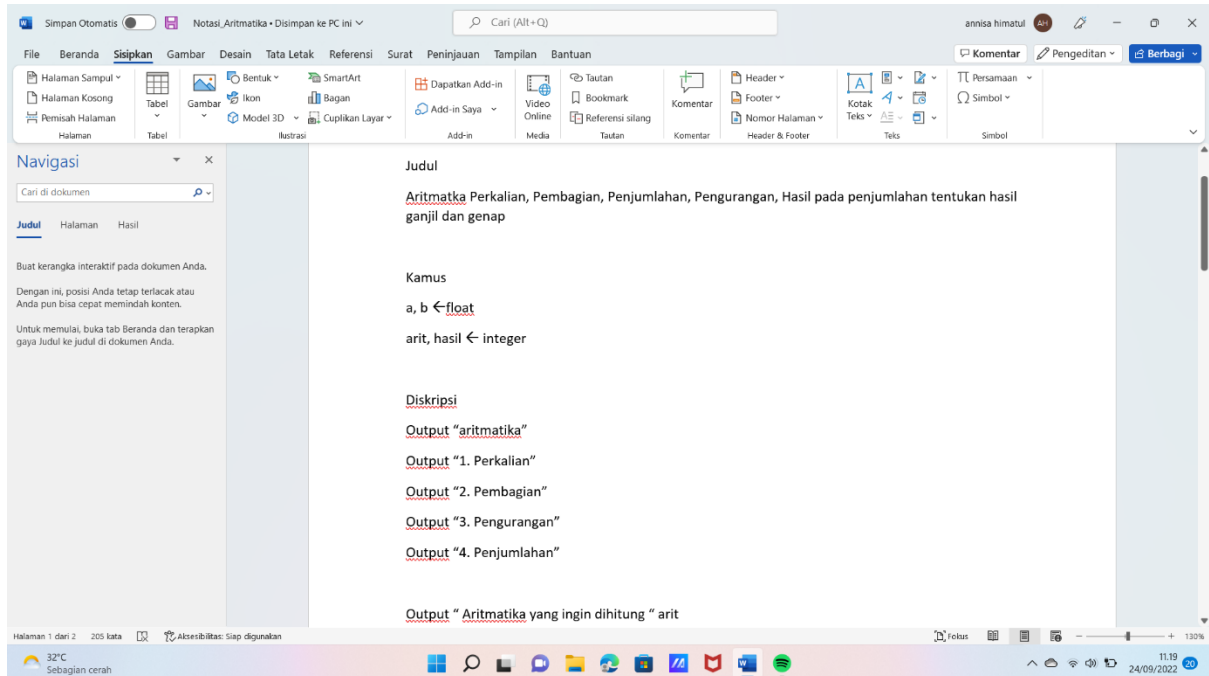 Simpan Otomatis
Notasi_Aritmatika • Disimpan ke PC ini
Cari (Alt+Q)
annisa himatul
AH
File Beranda Sisipkan Gambar Desain Tata Letak Referensi Surat Peninjauan Tampilan Bantuan
Komentar
Pengeditan
Berbagi
Halaman Sampul
Halaman Kosong
Pemisah Halaman
Halaman
Tabel
Tabel
Gambar
Bentuk
Ikon
Model 3D
SmartArt
Bagan
Cuplikan Layar
Ilustrasi
Dapatkan Add-in
Add-in Saya
Add-in
Video
Online
Media
Tautan
Bookmark
Referensi silang
Tautan
Komentar
Komentar
Header
Footer
Nomor Halaman
Header & Footer
Kotak
Teks
Teks
Persamaan
Simbol
Simbol
Navigasi
Cari di dokumen
Judul Halaman Hasil
Buat kerangka interaktif pada dokumen Anda.
Dengan ini, posisi Anda tetap terlacak atau
Anda pun bisa cepat memindah konten.
Untuk memulai, buka tab Beranda dan terapkan
gaya Judul ke judul di dokumen Anda.
Judul
Aritmatka Perkalian, Pembagian, Penjumlahan, Pengurangan, Hasil pada penjumlahan tentukan hasil
ganjil dan genap
Kamus
a, b ←float
arit, hasil ← integer
Diskripsi
Output “aritmatika”
Output “1. Perkalian”
Output “2. Pembagian”
Output “3. Pengurangan”
Output “4. Penjumlahan”
Output “ Aritmatika yang ingin dihitung “ arit
Halaman 1 dari 2 205 kata Aksesibilitas: Siap digunakan
Fokus
130%
32°C
Sebagian cerah
11.19
24/09/2022
20